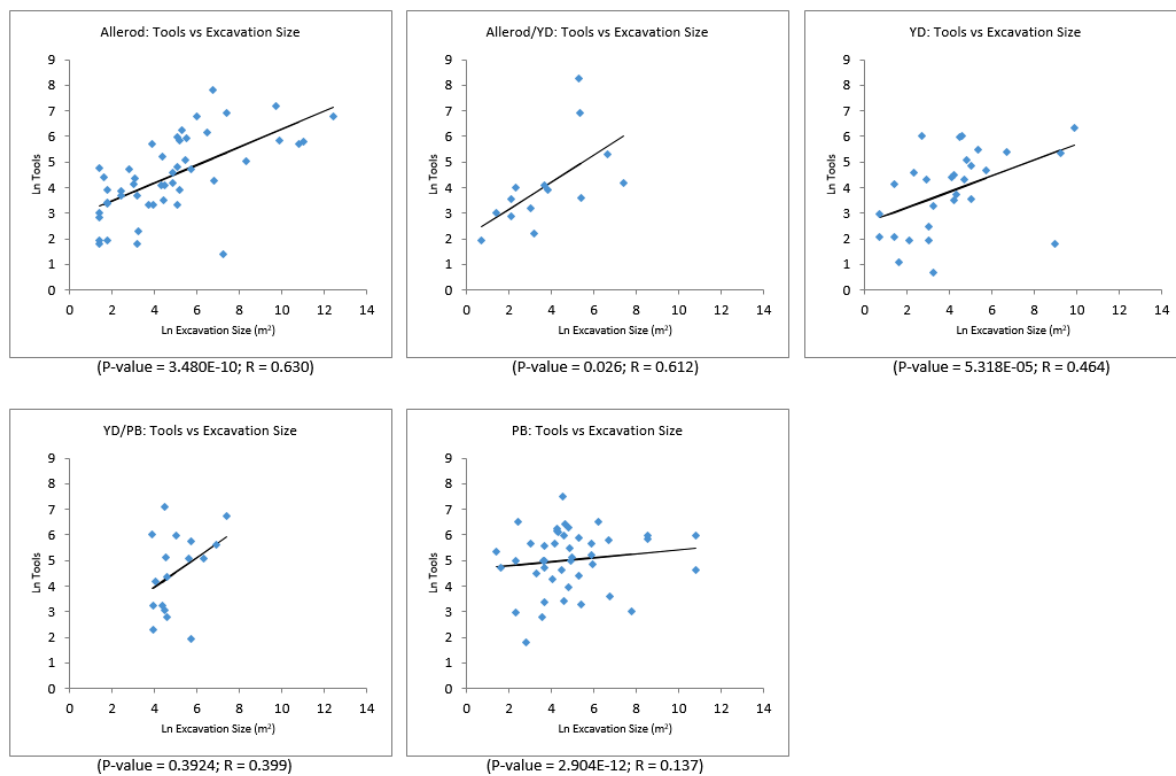 Allerod: Tools vs Excavation Size
9
8
7
6
5
4
3
2
1
0
Ln Tools
0 2 4 6 8 10 12 14
Ln Excavation Size (m²)
(P-value = 3.480E-10; R = 0.630)
Allerod/YD: Tools vs Excavation Size
9
8
7
6
5
4
3
2
1
0
Ln Tools
0 2 4 6 8 10 12 14
Ln Excavation Size (m²)
(P-value = 0.026; R = 0.612)
YD: Tools vs Excavation Size
9
8
7
6
5
4
3
2
1
0
Ln Tools
0 2 4 6 8 10 12 14
Ln Excavation Size (m²)
(P-value = 5.318E-05; R = 0.464)
YD/PB: Tools vs Excavation Size
9
8
7
6
5
4
3
2
1
0
Ln Tools
0 2 4 6 8 10 12 14
Ln Excavation Size (m²)
(P-value = 0.3924; R = 0.399)
PB: Tools vs Excavation Size
9
8
7
6
5
4
3
2
1
0
Ln Tools
0 2 4 6 8 10 12 14
Ln Excavation Size (m²)
(P-value = 2.904E-12; R = 0.137)